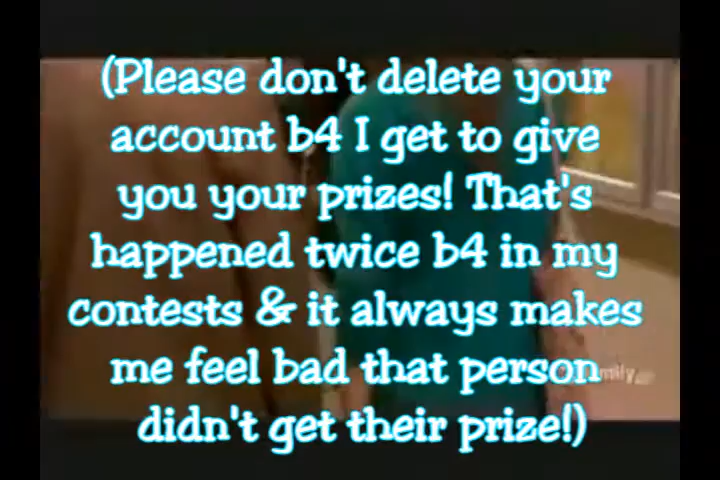 (Please don't delete your
account b4 I get to give
you your prizes! That's
happened twice b4 in my
contests & it always makes
me feel bad that person
didn't get their prize!)